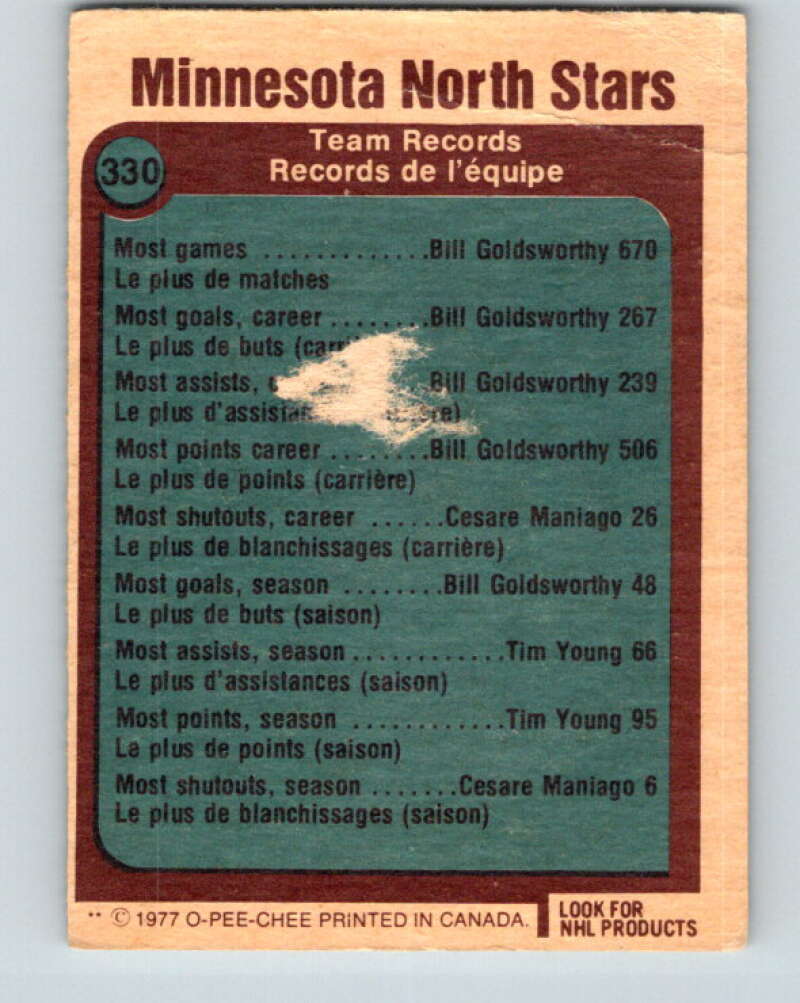 Minnesota North Stars
330
Team Records
Records de l'équipe
Most games .............Bill Goldsworthy 670
Le plus de matches
Most goals, career ........Bill Goldsworthy 267
Le plus de buts
Most assists, Bill Goldsworthy 239
Le plus
Most points career ........Bill Goldsworthy 506
Le plus de points (carrière)
Most shutouts, career ......Cesare Maniago 26
Le plus de blanchissages (carrière)
Most goals, season ........Bill Goldsworthy 48
Le plus de buts (saison)
Most assists, season ............Tim Young 66
Le plus d'assistances (saison)
Most points, season ............Tim Young 95
Le plus de points (saison)
Most shutouts, season .......Cesare Maniago 6
Le plus de blanchissages (saison)
** © 1977 O-PEE-CHEE PRINTED IN CANADA.
LOOK FOR
NHL PRODUCTS